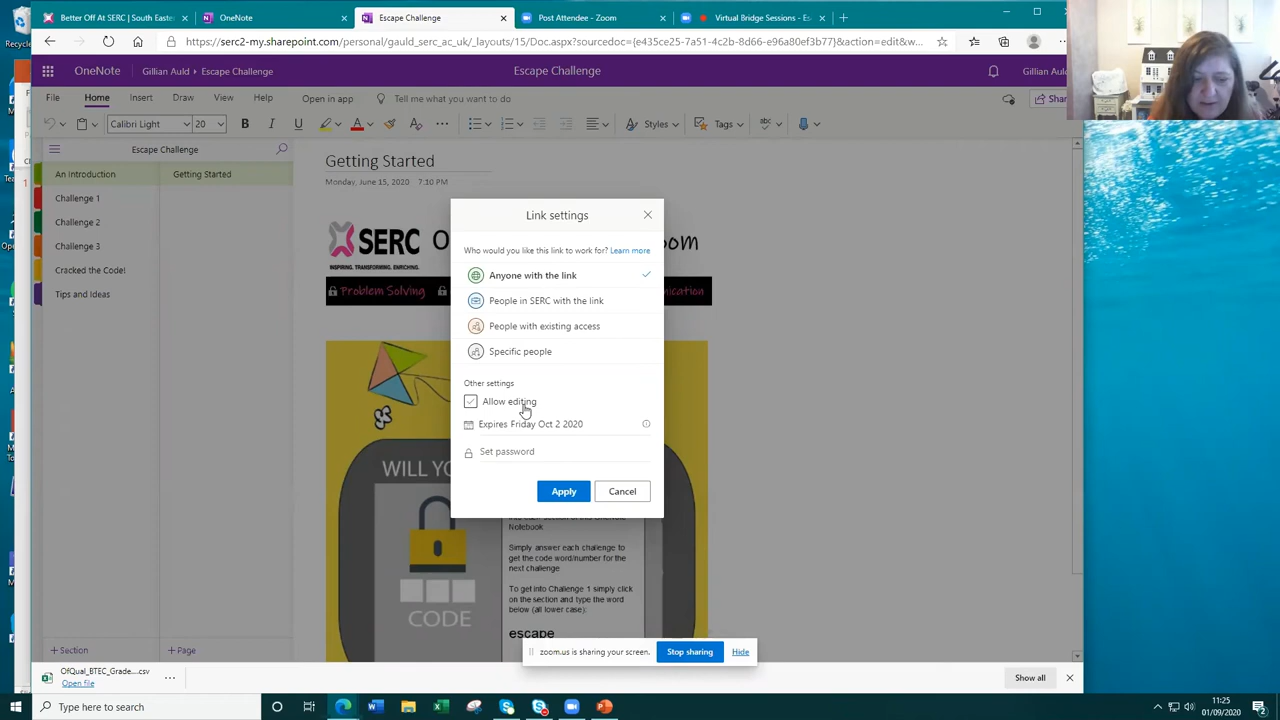 Better Off At SERC | South Easter
OneNote
Escape Challenge
Post Attendee - Zoom
Virtual Bridge Sessions - Es
https://serc2-my.sharepoint.com/personal/gauld_serc_ac_uk/_layouts/15/Doc.aspx?sourcedoc={e435ce25-7a51-4c2b-8d66-e96a80ef3b77}&action=edit&w...
OneNote
Gillian Auld › Escape Challenge
Escape Challenge
Gillian Auld
File
Home
Insert
Draw
View
Help
Open in app
Tell me what you want to do
Shar
Calibri Light
20
B
I
U
A
Styles
Tags
abc
Escape Challenge
An Introduction
Challenge 1
Challenge 2
Challenge 3
Cracked the Code!
Tips and Ideas
Getting Started
Getting Started
Monday, June 15, 2020 7:10 PM
SERC
INSPIRING. TRANSFORMING. ENRICHING.
O
oom
Problem Solving
nication
WILL YO
CODE
Link settings
Who would you like this link to work for? Learn more
Anyone with the link
People in SERC with the link
People with existing access
Specific people
Other settings
Allow editing
Expires Friday Oct 2 2020
Set password
Apply
Cancel
Notebook
Simply answer each challenge to
get the code word/number for the
next challenge
To get into Challenge 1 simply click
on the section and type the word
below (all lower case):
escape
+ Section
+ Page
zoom.us is sharing your screen.
Stop sharing
Hide
OfQual_BTEC_Grade....csv
Open file
Show all
Type here to search
11:25
01/09/2020
2
Recy